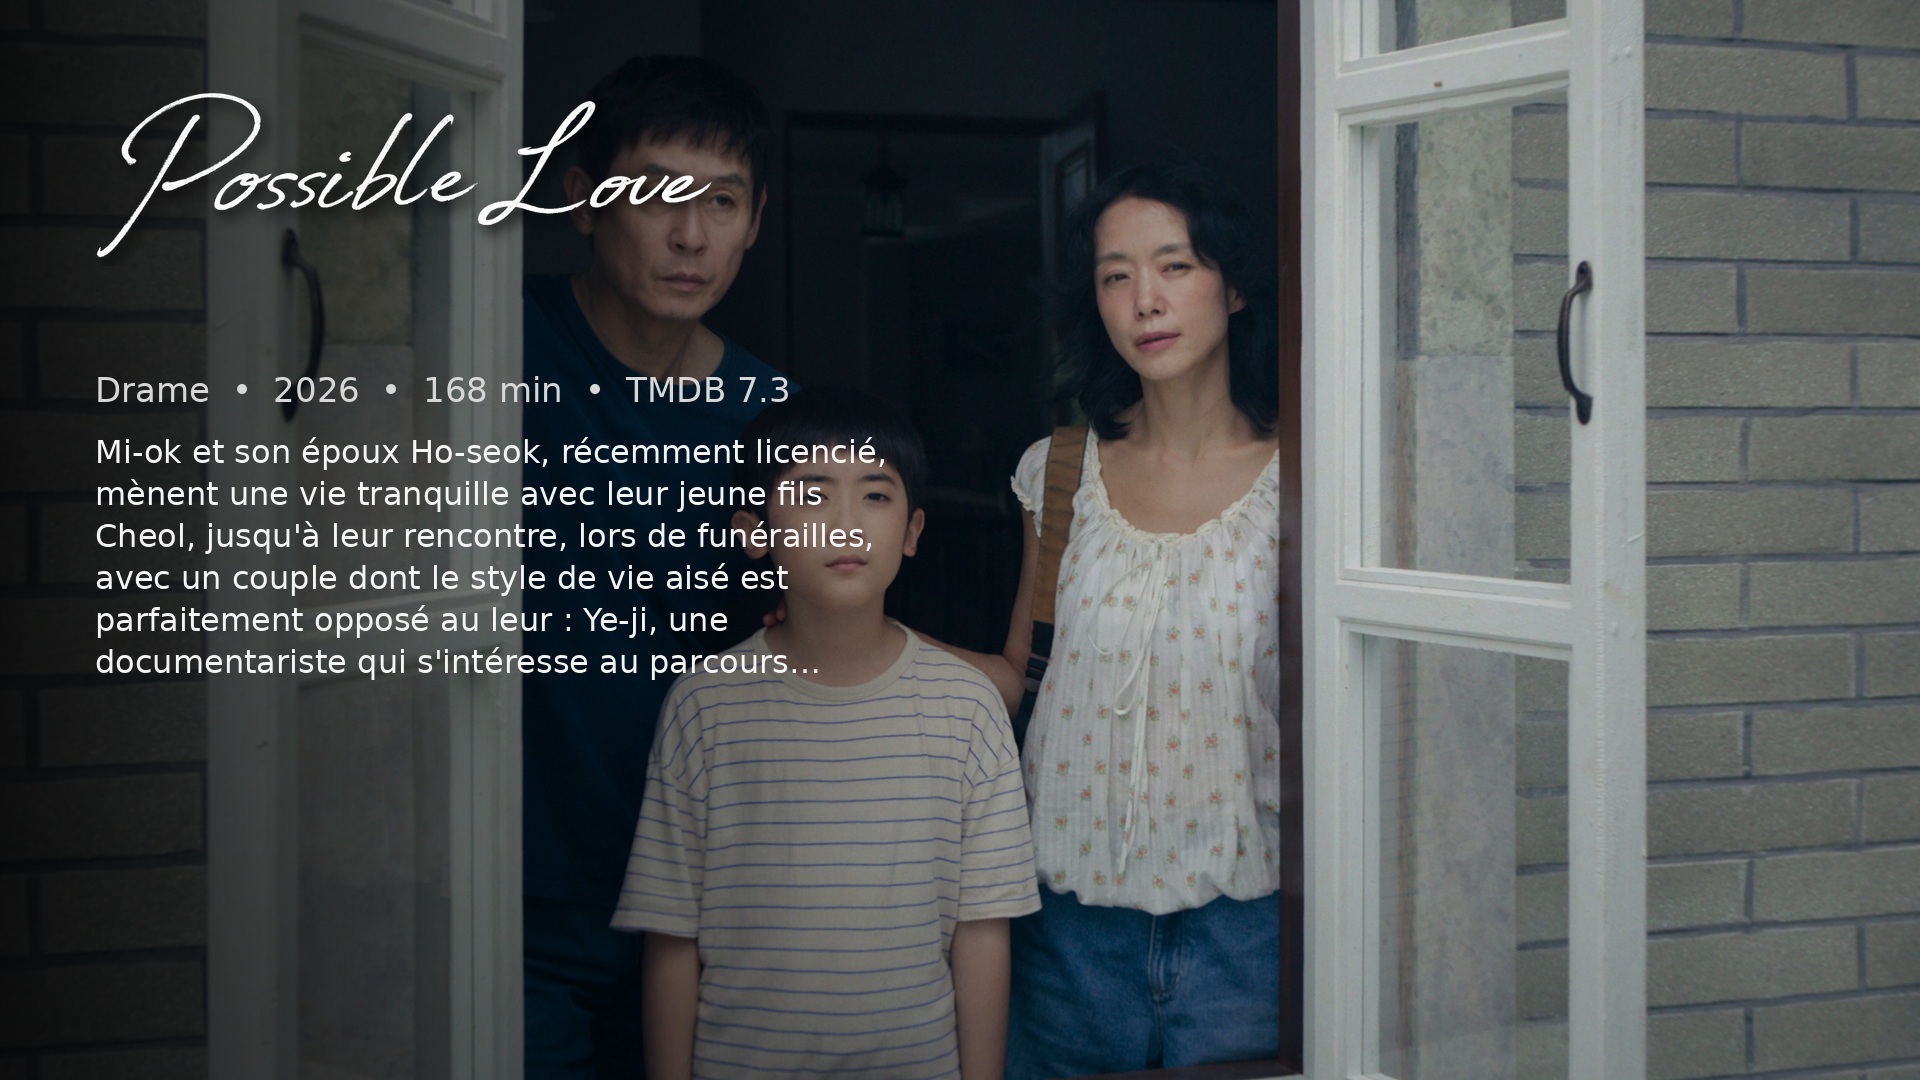 Possible Love
Drame • 2026 • 168 min • TMDB 7.3
Mi-ok et son époux Ho-seok, récemment licencié,
mènent une vie tranquille avec leur jeune fils
Cheol, jusqu'à leur rencontre, lors de funérailles,
avec un couple dont le style de vie aisé est
parfaitement opposé au leur : Ye-ji, une
documentariste qui s'intéresse au parcours...